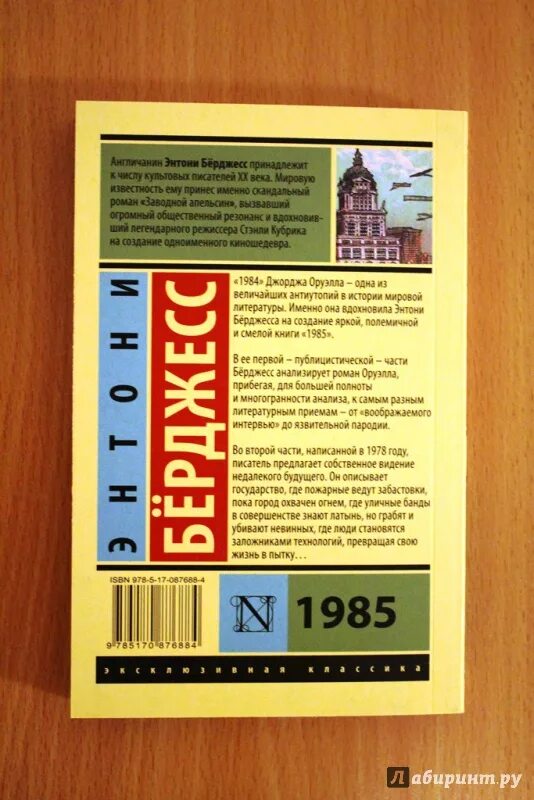 Англичанин Энтони Бёрджесс принадлежит
к числу культовых писателей XX века. Мировую
известность ему принес именно скандальный
роман «Заводной апельсин», вызвавший
огромный общественный резонанс и вдохновив-
ший легендарного режиссера Стэнли Кубрика
на создание одноименного киношедевра.
ЭНТОНИ
БЁРДЖЕСС
«1984» Джорджа Оруэлла – одна из
величайших антиутопий в истории мировой
литературы. Именно она вдохновила Энтони
Бёрджесса на создание яркой, полемичной
и смелой книги «1985».
В ее первой – публицистической – части
Бёрджесс анализирует роман Оруэлла,
прибегая, для большей полноты
и многогранности анализа, к самым разным
литературным приемам – от «воображаемого
интервью» до язвительной пародии.
Во второй части, написанной в 1978 году,
писатель предлагает собственное видение
недалекого будущего. Он описывает
государство, где пожарные ведут забастовки,
пока город охвачен огнем, где уличные банды
в совершенстве знают латынь, но грабят и
убивают невинных, где люди становятся
заложниками технологий, превращая свою
жизнь в пытку…
ISBN 978-5-17-087688-4
9 785170 876884
N
1985
эксклюзивная классика
Лабиринт.ру